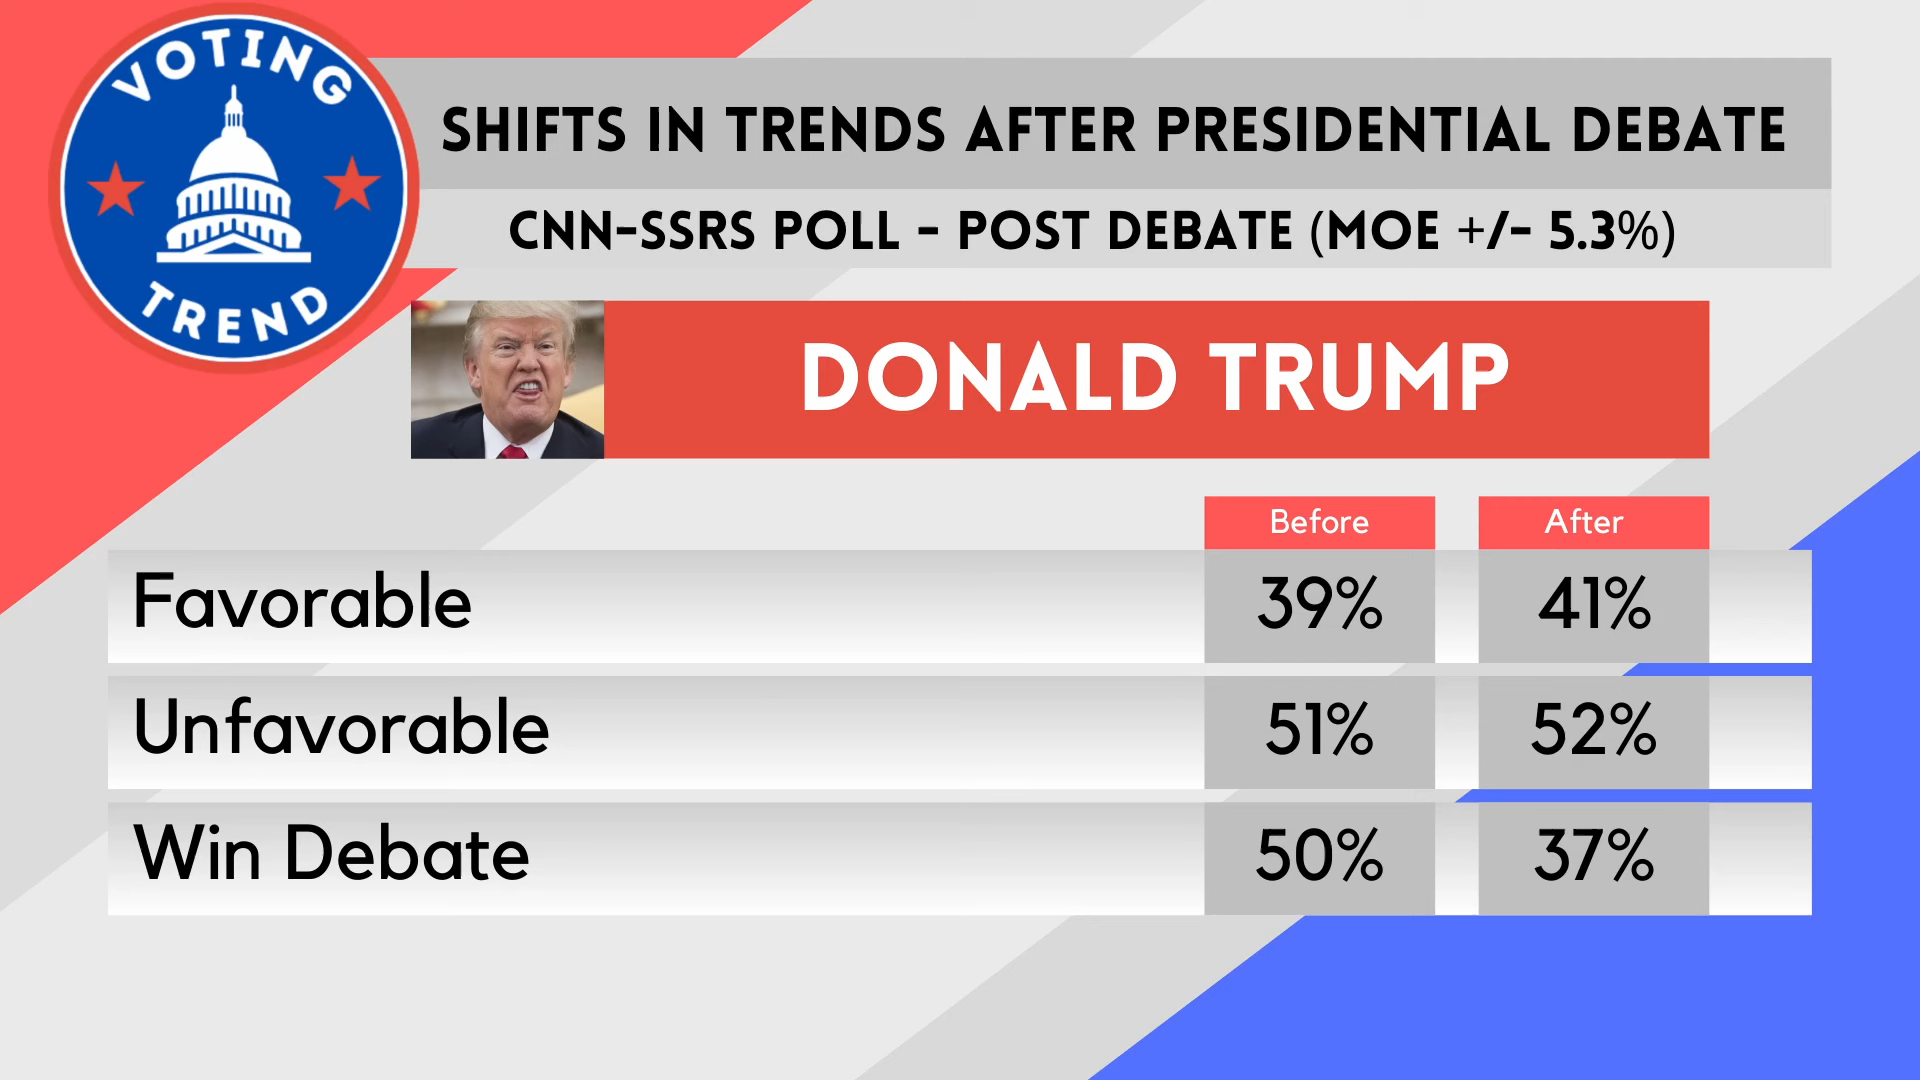 VOTING
TREND
SHIFTS IN TRENDS AFTER PRESIDENTIAL DEBATE
CNN-SSRS POLL - POST DEBATE (MOE +/- 5.3%)
DONALD TRUMP
Before After
Favorable 39% 41%
Unfavorable 51% 52%
Win Debate 50% 37%